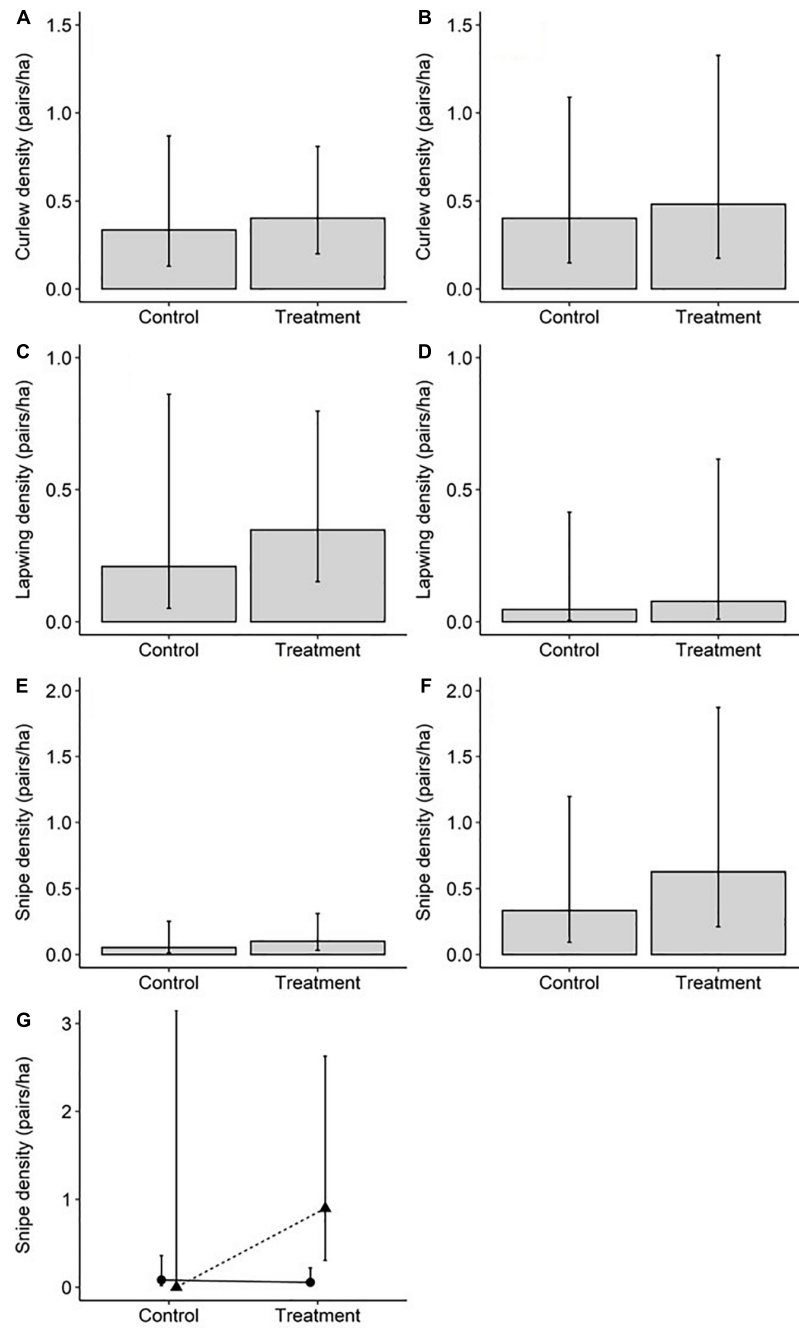 A
Curlew density (pairs/ha)
1.5
1.0
0.5
0.0
Control Treatment
B
Curlew density (pairs/ha)
1.5
1.0
0.5
0.0
Control Treatment
C
Lapwing density (pairs/ha)
1.0
0.5
0.0
Control Treatment
D
Lapwing density (pairs/ha)
1.0
0.5
0.0
Control Treatment
E
Snipe density (pairs/ha)
2.0
1.5
1.0
0.5
0.0
Control Treatment
F
Snipe density (pairs/ha)
2.0
1.5
1.0
0.5
0.0
Control Treatment
G
Snipe density (pairs/ha)
3
2
1
0
Control Treatment